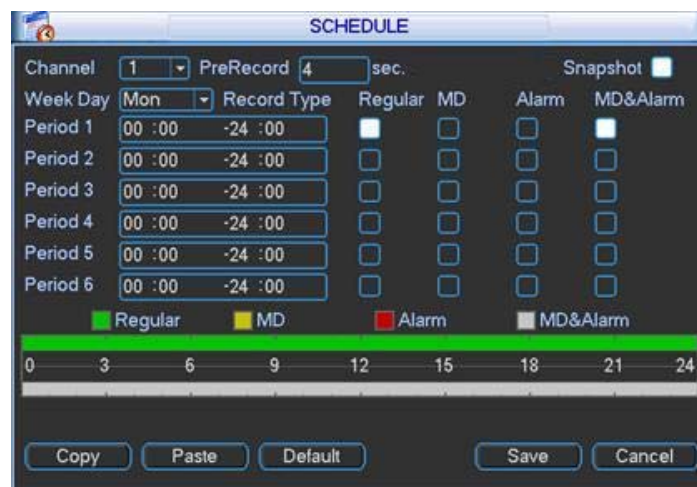 SCHEDULE
Channel 1 PreRecord 4 sec. Snapshot
Week Day Mon Record Type Regular MD Alarm MD&Alarm
Period 1 00 :00 -24 :00
Period 2 00 :00 -24 :00
Period 3 00 :00 -24 :00
Period 4 00 :00 -24 :00
Period 5 00 :00 -24 :00
Period 6 00 :00 -24 :00
Regular MD Alarm MD&Alarm
0 3 6 9 12 15 18 21 24
Copy Paste Default Save Cancel